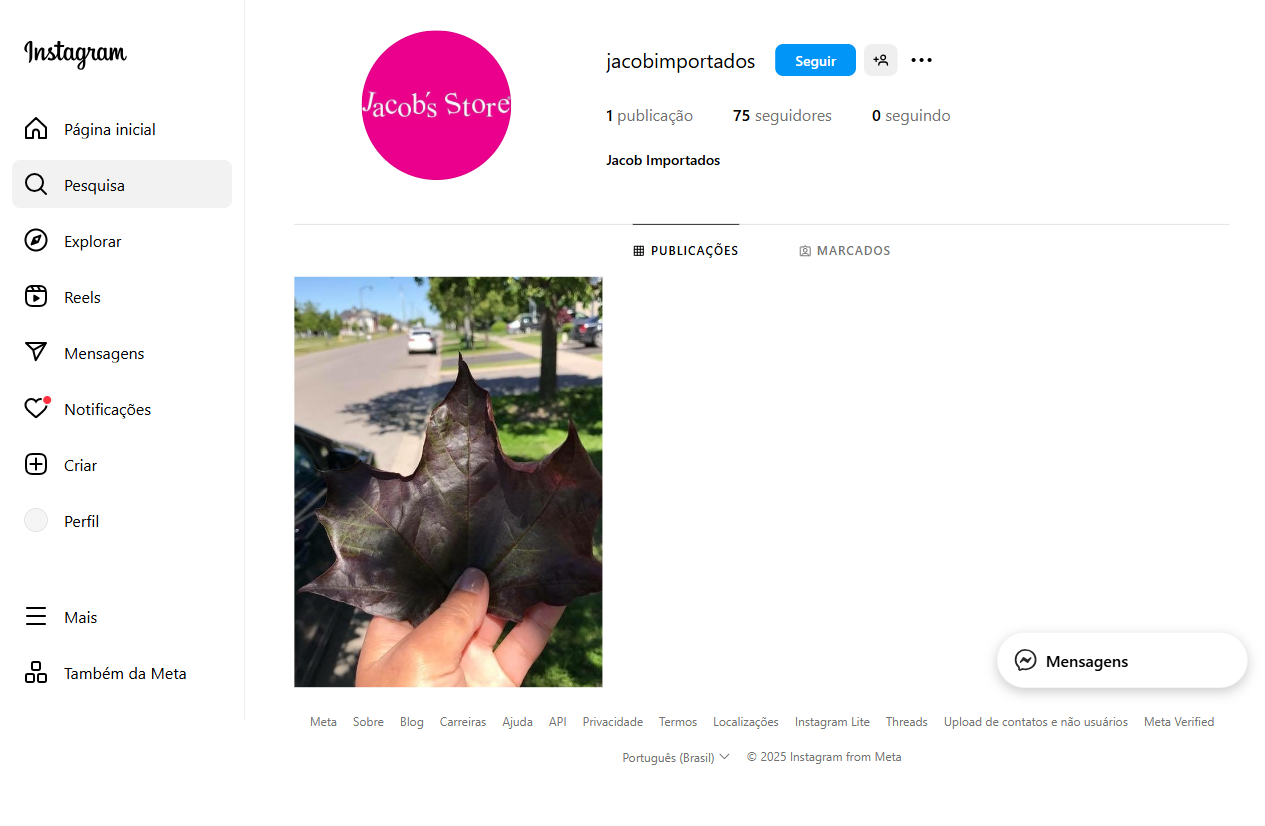 Instagram
Página inicial
Pesquisa
Explorar
Reels
Mensagens
Notificações
Criar
Perfil
Mais
Também da Meta
Jacob's Store
jacobimportados
Seguir
1 publicação 75 seguidores 0 seguindo
Jacob Importados
PUBLICAÇÕES MARCADOS
Mensagens
Meta Sobre Blog Carreiras Ajuda API Privacidade Termos Localizações Instagram Lite Threads Upload de contatos e não usuários Meta Verified
Português (Brasil) © 2025 Instagram from Meta